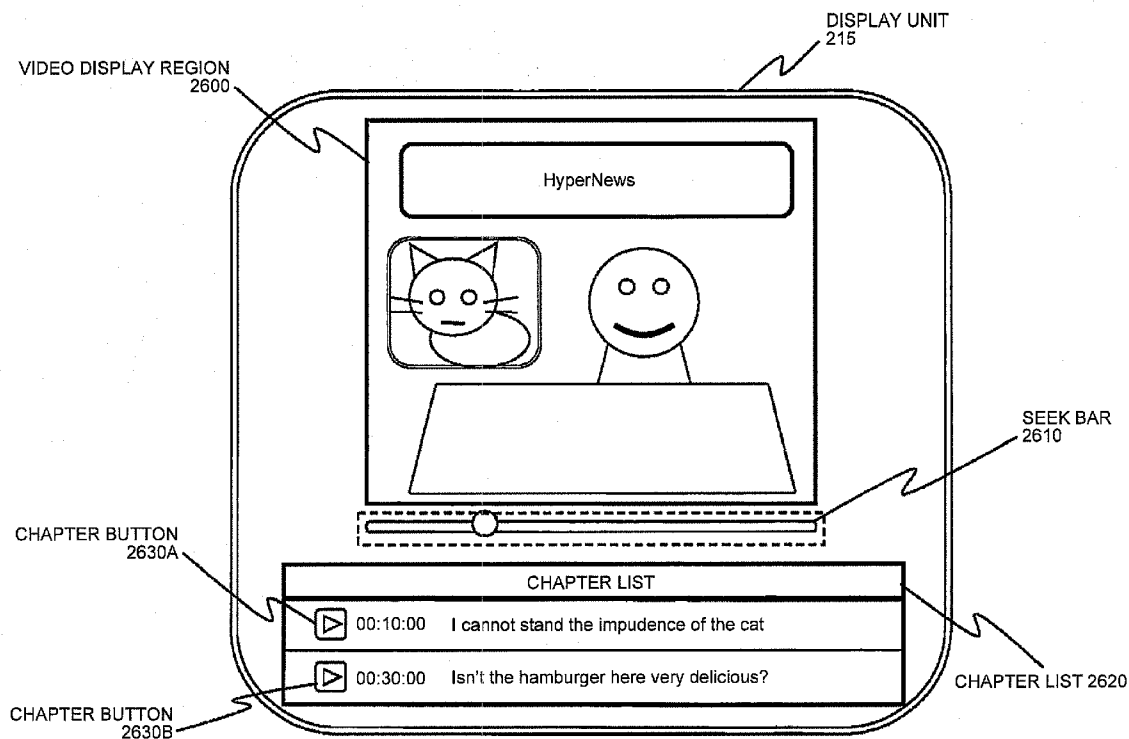 DISPLAY UNIT
215
VIDEO DISPLAY REGION
2600
HyperNews
SEEK BAR
2610
CHAPTER BUTTON
2630A
CHAPTER LIST
00:10:00 I cannot stand the impudence of the cat
00:30:00 Isn't the hamburger here very delicious?
CHAPTER LIST 2620
CHAPTER BUTTON
2630B